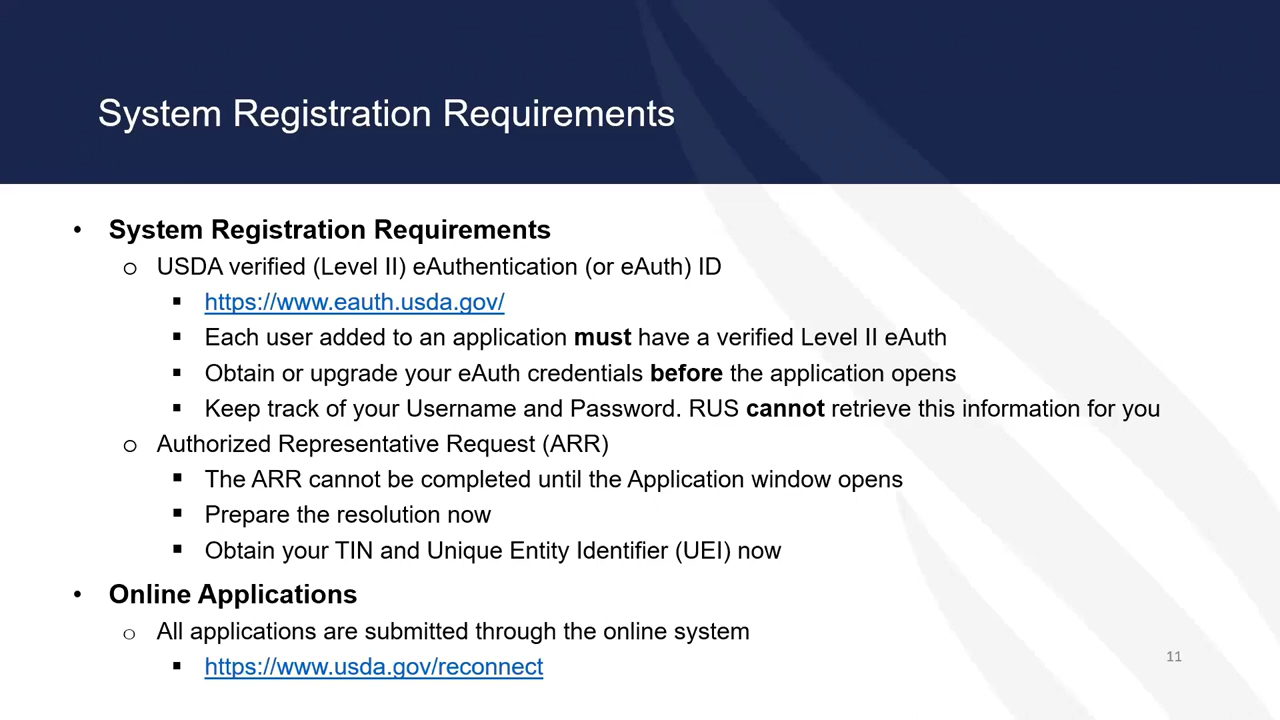 System Registration Requirements
• System Registration Requirements
o USDA verified (Level II) eAuthentication (or eAuth) ID
▪ https://www.eauth.usda.gov/
▪ Each user added to an application must have a verified Level II eAuth
▪ Obtain or upgrade your eAuth credentials before the application opens
▪ Keep track of your Username and Password. RUS cannot retrieve this information for you
o Authorized Representative Request (ARR)
▪ The ARR cannot be completed until the Application window opens
▪ Prepare the resolution now
▪ Obtain your TIN and Unique Entity Identifier (UEI) now
• Online Applications
o All applications are submitted through the online system
▪ https://www.usda.gov/reconnect
11